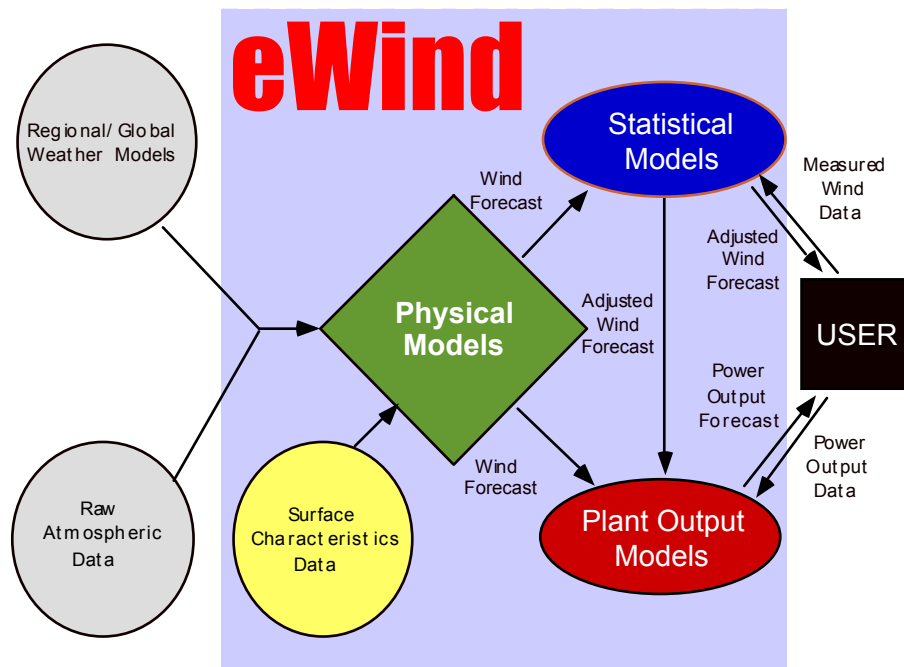 eWind
Regional/ Global
Weather Models
Statistical
Models
Wind
Forecast
Measured
Wind
Data
Adjusted
Wind
Forecast
Physical
Models
Adjusted
Wind
Forecast
USER
Power
Output
Forecast
Wind
Forecast
Power
Output
Data
Raw
Atmospheric
Data
Surface
Characteristics
Data
Plant Output
Models